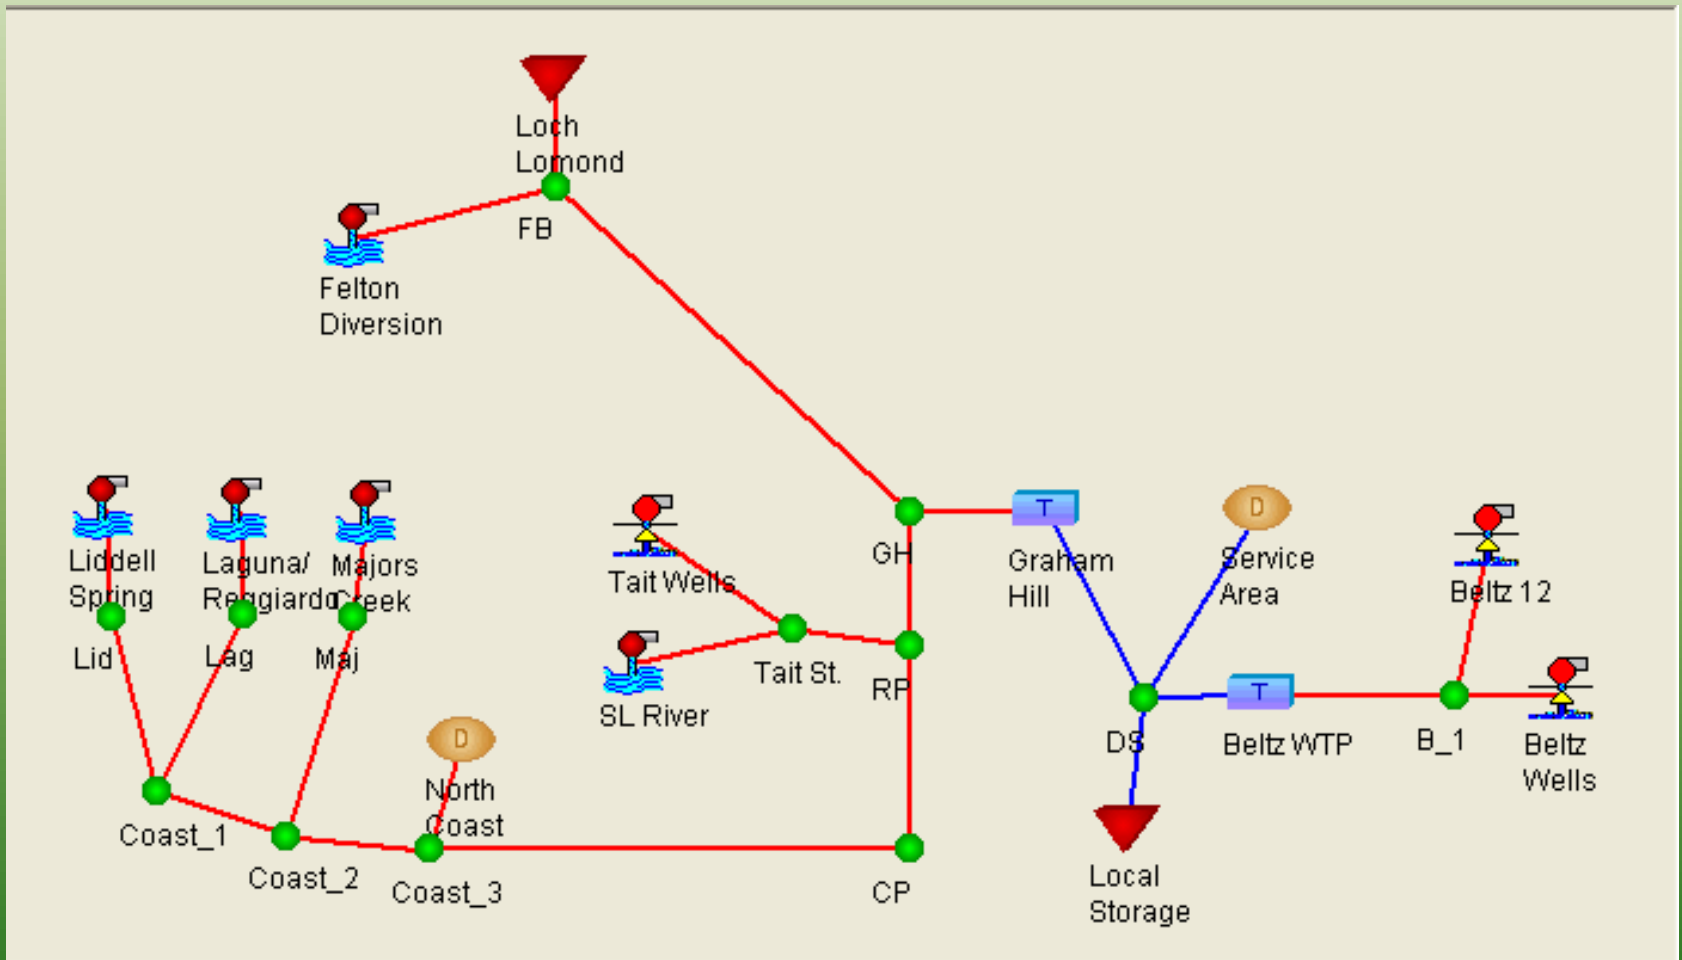 Loch
Lomond
FB
Felton
Diversion
Liddell
Spring
Laguna/
Reggiardo
Majors
Creek
Lid
Lag
Maj
Tait Wells
SL River
Tait St.
GH
RP
T
Graham
Hill
D
Service
Area
Beltz 12
DS
T
Beltz WTP
B_1
Beltz
Wells
D
North
Coast
Coast_1
Coast_2
Coast_3
CP
Local
Storage